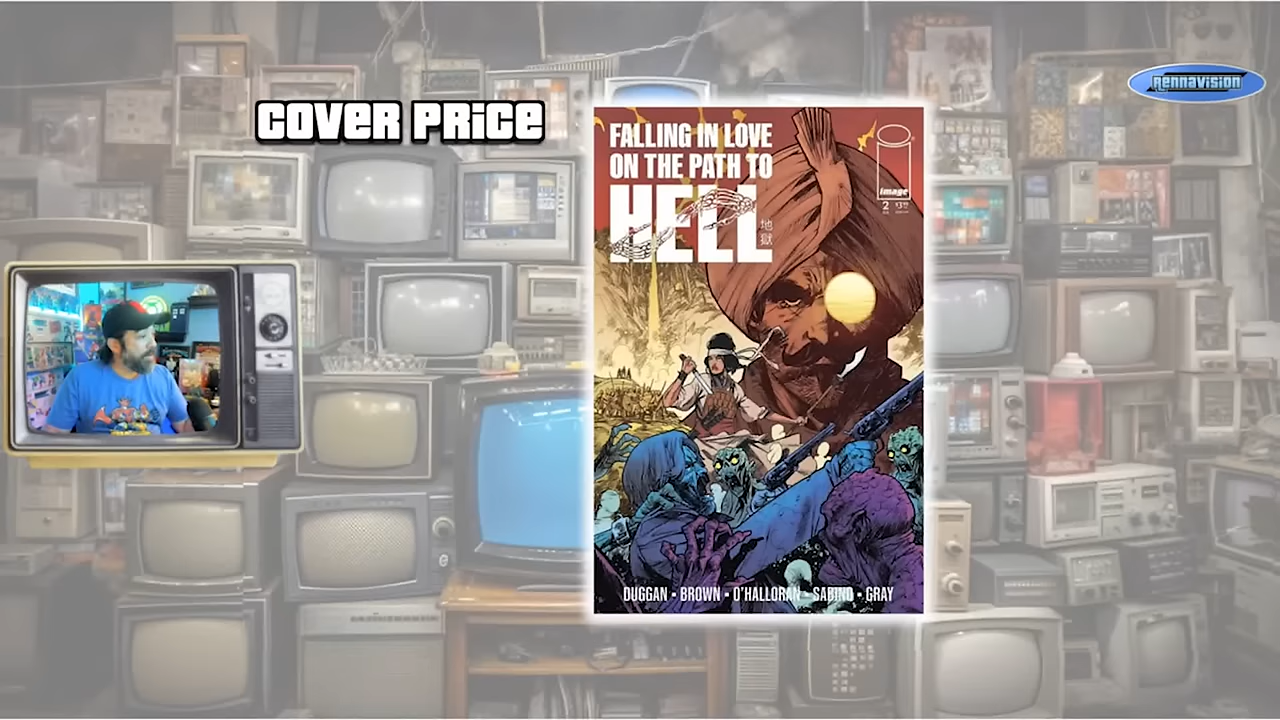 COVER PRICE
RENNAVISION
FALLING IN LOVE
ON THE PATH TO
HELL
地獄
image
2
DUGGAN • BROWN • O'HALLORAN • SABINO • GRAY